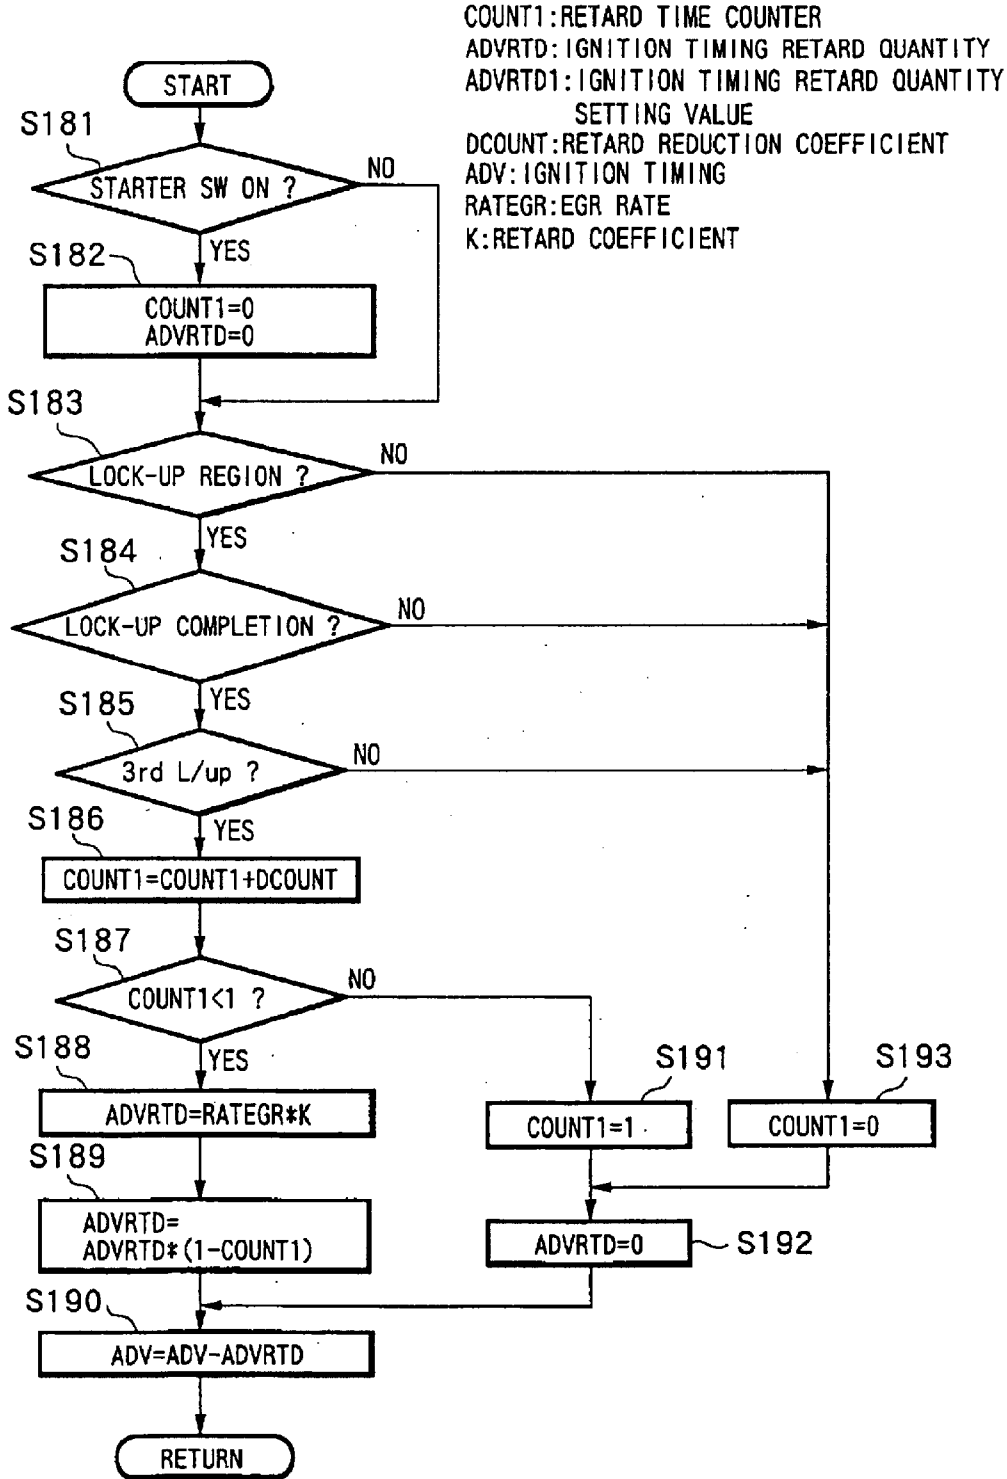 COUNT1:RETARD TIME COUNTER
ADVRTD:IGNITION TIMING RETARD QUANTITY
ADVRTD1:IGNITION TIMING RETARD QUANTITY
SETTING VALUE
DCOUNT:RETARD REDUCTION COEFFICIENT
ADV:IGNITION TIMING
RATEGR:EGR RATE
K:RETARD COEFFICIENT
START
S181
STARTER SW ON ?
NO
YES
S182
COUNT1=0
ADVRTD=0
S183
LOCK-UP REGION ?
NO
YES
S184
LOCK-UP COMPLETION ?
NO
YES
S185
3rd L/up ?
NO
YES
S186
COUNT1=COUNT1+DCOUNT
S187
COUNT1<1 ?
NO
YES
S188
ADVRTD=RATEGR*K
S191
COUNT1=1
S193
COUNT1=0
S189
ADVRTD=
ADVRTD*(1-COUNT1)
ADVRTD=0
S192
S190
ADV=ADV-ADVRTD
RETURN